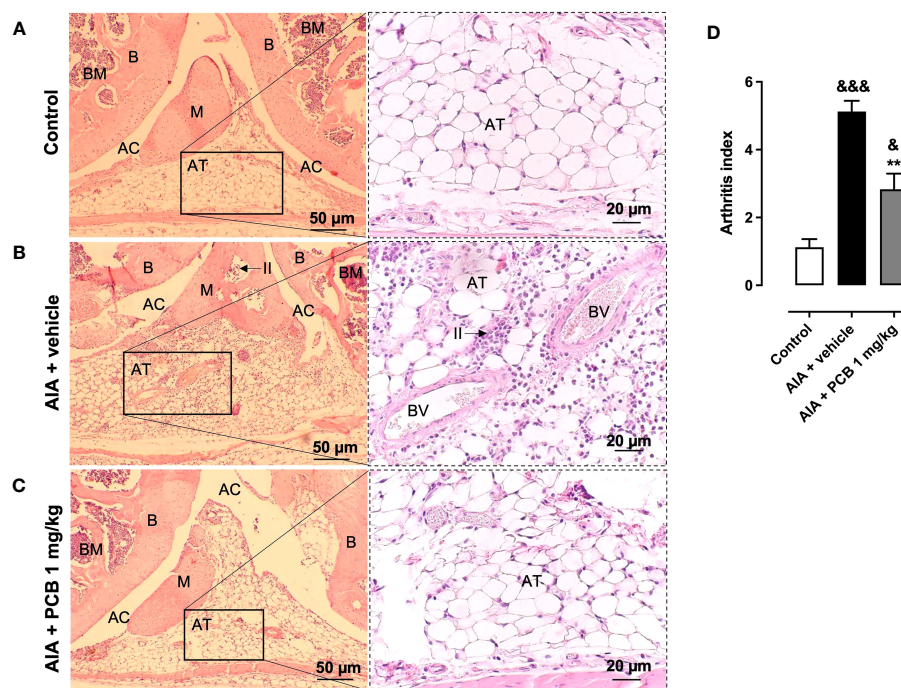 A
Control
B
BM
B
BM
M
AC
AC
AT
50 µm
AT
20 µm
B
AIA + vehicle
B
II
B
BM
M
AC
AC
AT
50 µm
AT
II
BV
BV
20 µm
C
AIA + PCB 1 mg/kg
AC
B
B
BM
M
AC
AT
50 µm
AT
20 µm
D
Arthritis index
6
4
2
0
&&&
&
**
Control
AIA + vehicle
AIA + PCB 1 mg/kg